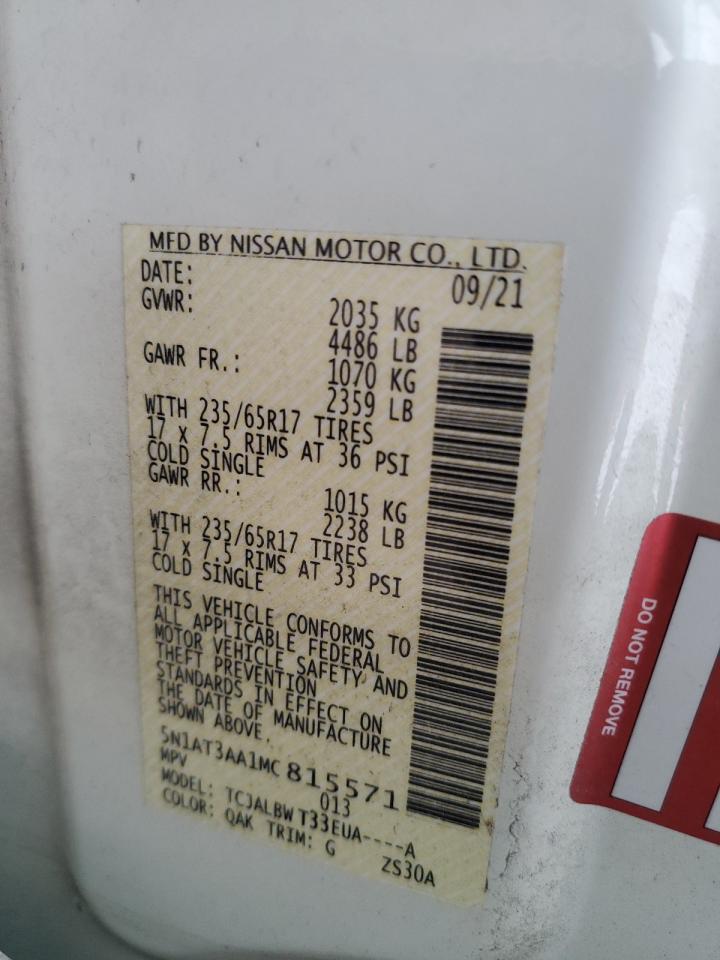 MFD BY NISSAN MOTOR CO., LTD.
DATE: 09/21
GVWR: 2035 KG
4486 LB
GAWR FR.: 1070 KG
2359 LB
WITH 235/65R17 TIRES
17 X 7.5 RIMS AT 36 PSI
COLD SINGLE
GAWR RR.: 1015 KG
2238 LB
WITH 235/65R17 TIRES
17 X 7.5 RIMS AT 33 PSI
COLD SINGLE
THIS VEHICLE CONFORMS TO
ALL APPLICABLE FEDERAL
MOTOR VEHICLE SAFETY AND
THEFT PREVENTION
STANDARDS IN EFFECT ON
THE DATE OF MANUFACTURE
SHOWN ABOVE.
5N1AT3AA1MC815571
MPV 013
MODEL: TCJALBWT33EUA----A
COLOR: QAK TRIM: G ZS30A
DO NOT REMOVE